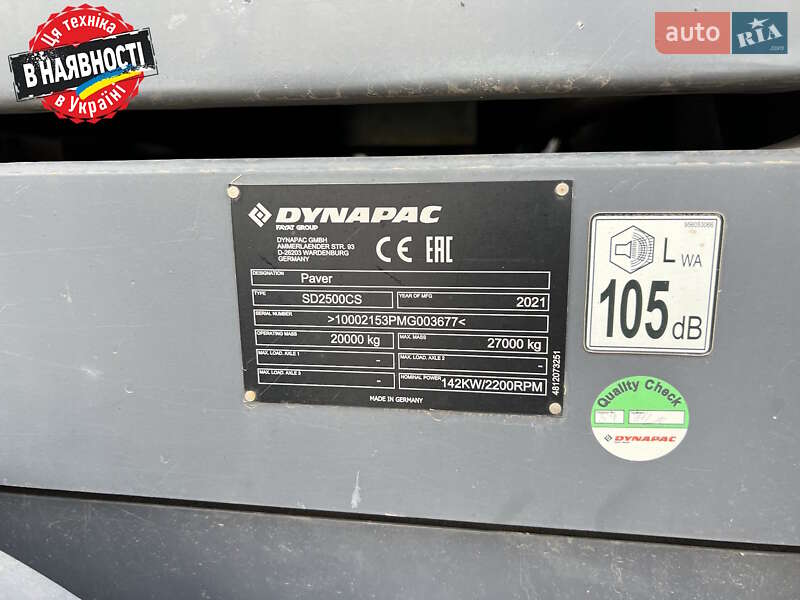 Ця техніка
В НАЯВНОСТІ
в Україні
auto RIA
.com
DYNAPAC
FAYAT GROUP
DYNAPAC GMBH
AMMERLAENDER STR. 93
D-26203 WARDENBURG
GERMANY
CE EAC
DESIGNATION Paver
TYPE SD2500CS YEAR OF MFG 2021
SERIAL NUMBER >10002153PMG003677<
OPERATING MASS 20000 kg MAX. MASS 27000 kg
MAX. LOAD. AXLE 1 - MAX. LOAD. AXLE 2 -
MAX. LOAD. AXLE 3 - NOMINAL POWER 142KW/2200RPM
MADE IN GERMANY
4812073251
L WA
105 dB
Quality Check
DYNAPAC